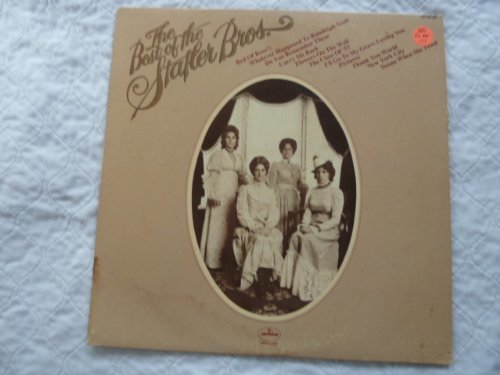 The
Best of the
Statler Bros.
Bed Of Rose's
Whatever Happened To Randolph Scott
Do You Remember These
Carry Me Back
Flowers On The Wall
The Class Of '57
I'll Go To My Grave Loving You
Pictures
Thank You World
New York City
Susan When She Tried